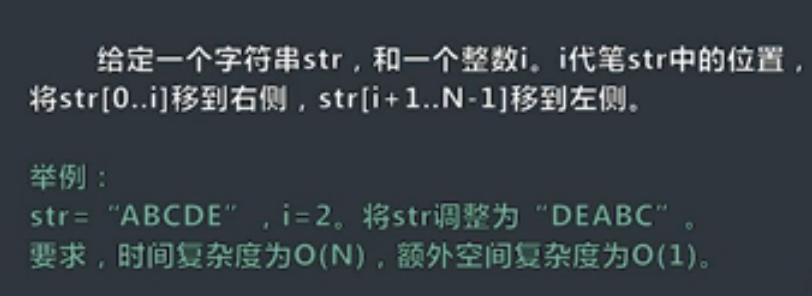 给定一个字符串str，和一个整数i。i代笔str中的位置，
将str[0..i]移到右侧，str[i+1..N-1]移到左侧。
举例：
str=“ABCDE”，i=2。将str调整为“DEABC”。
要求，时间复杂度为O(N)，额外空间复杂度为O(1)。